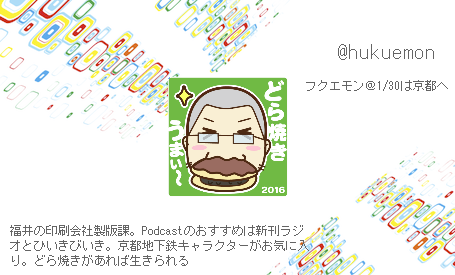 @hukuemon
フクエモン@1/30は京都へ
どら焼き
うまい~
2016
福井の印刷会社製版課。Podcastのおすすめは新刊ラジ
オとひいきびいき。京都地下鉄キャラクターがお気に入
り。どら焼きがあれば生きられる